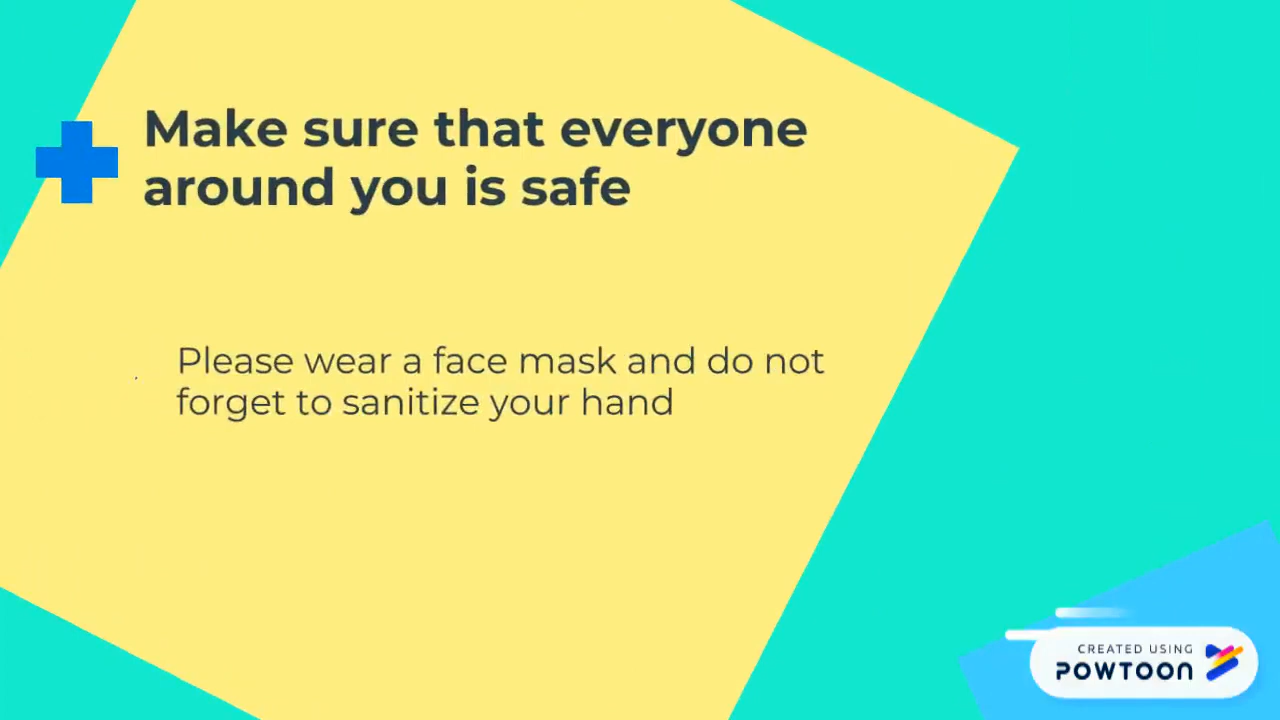 Make sure that everyone
around you is safe
Please wear a face mask and do not
forget to sanitize your hand
CREATED USING
POWTOON